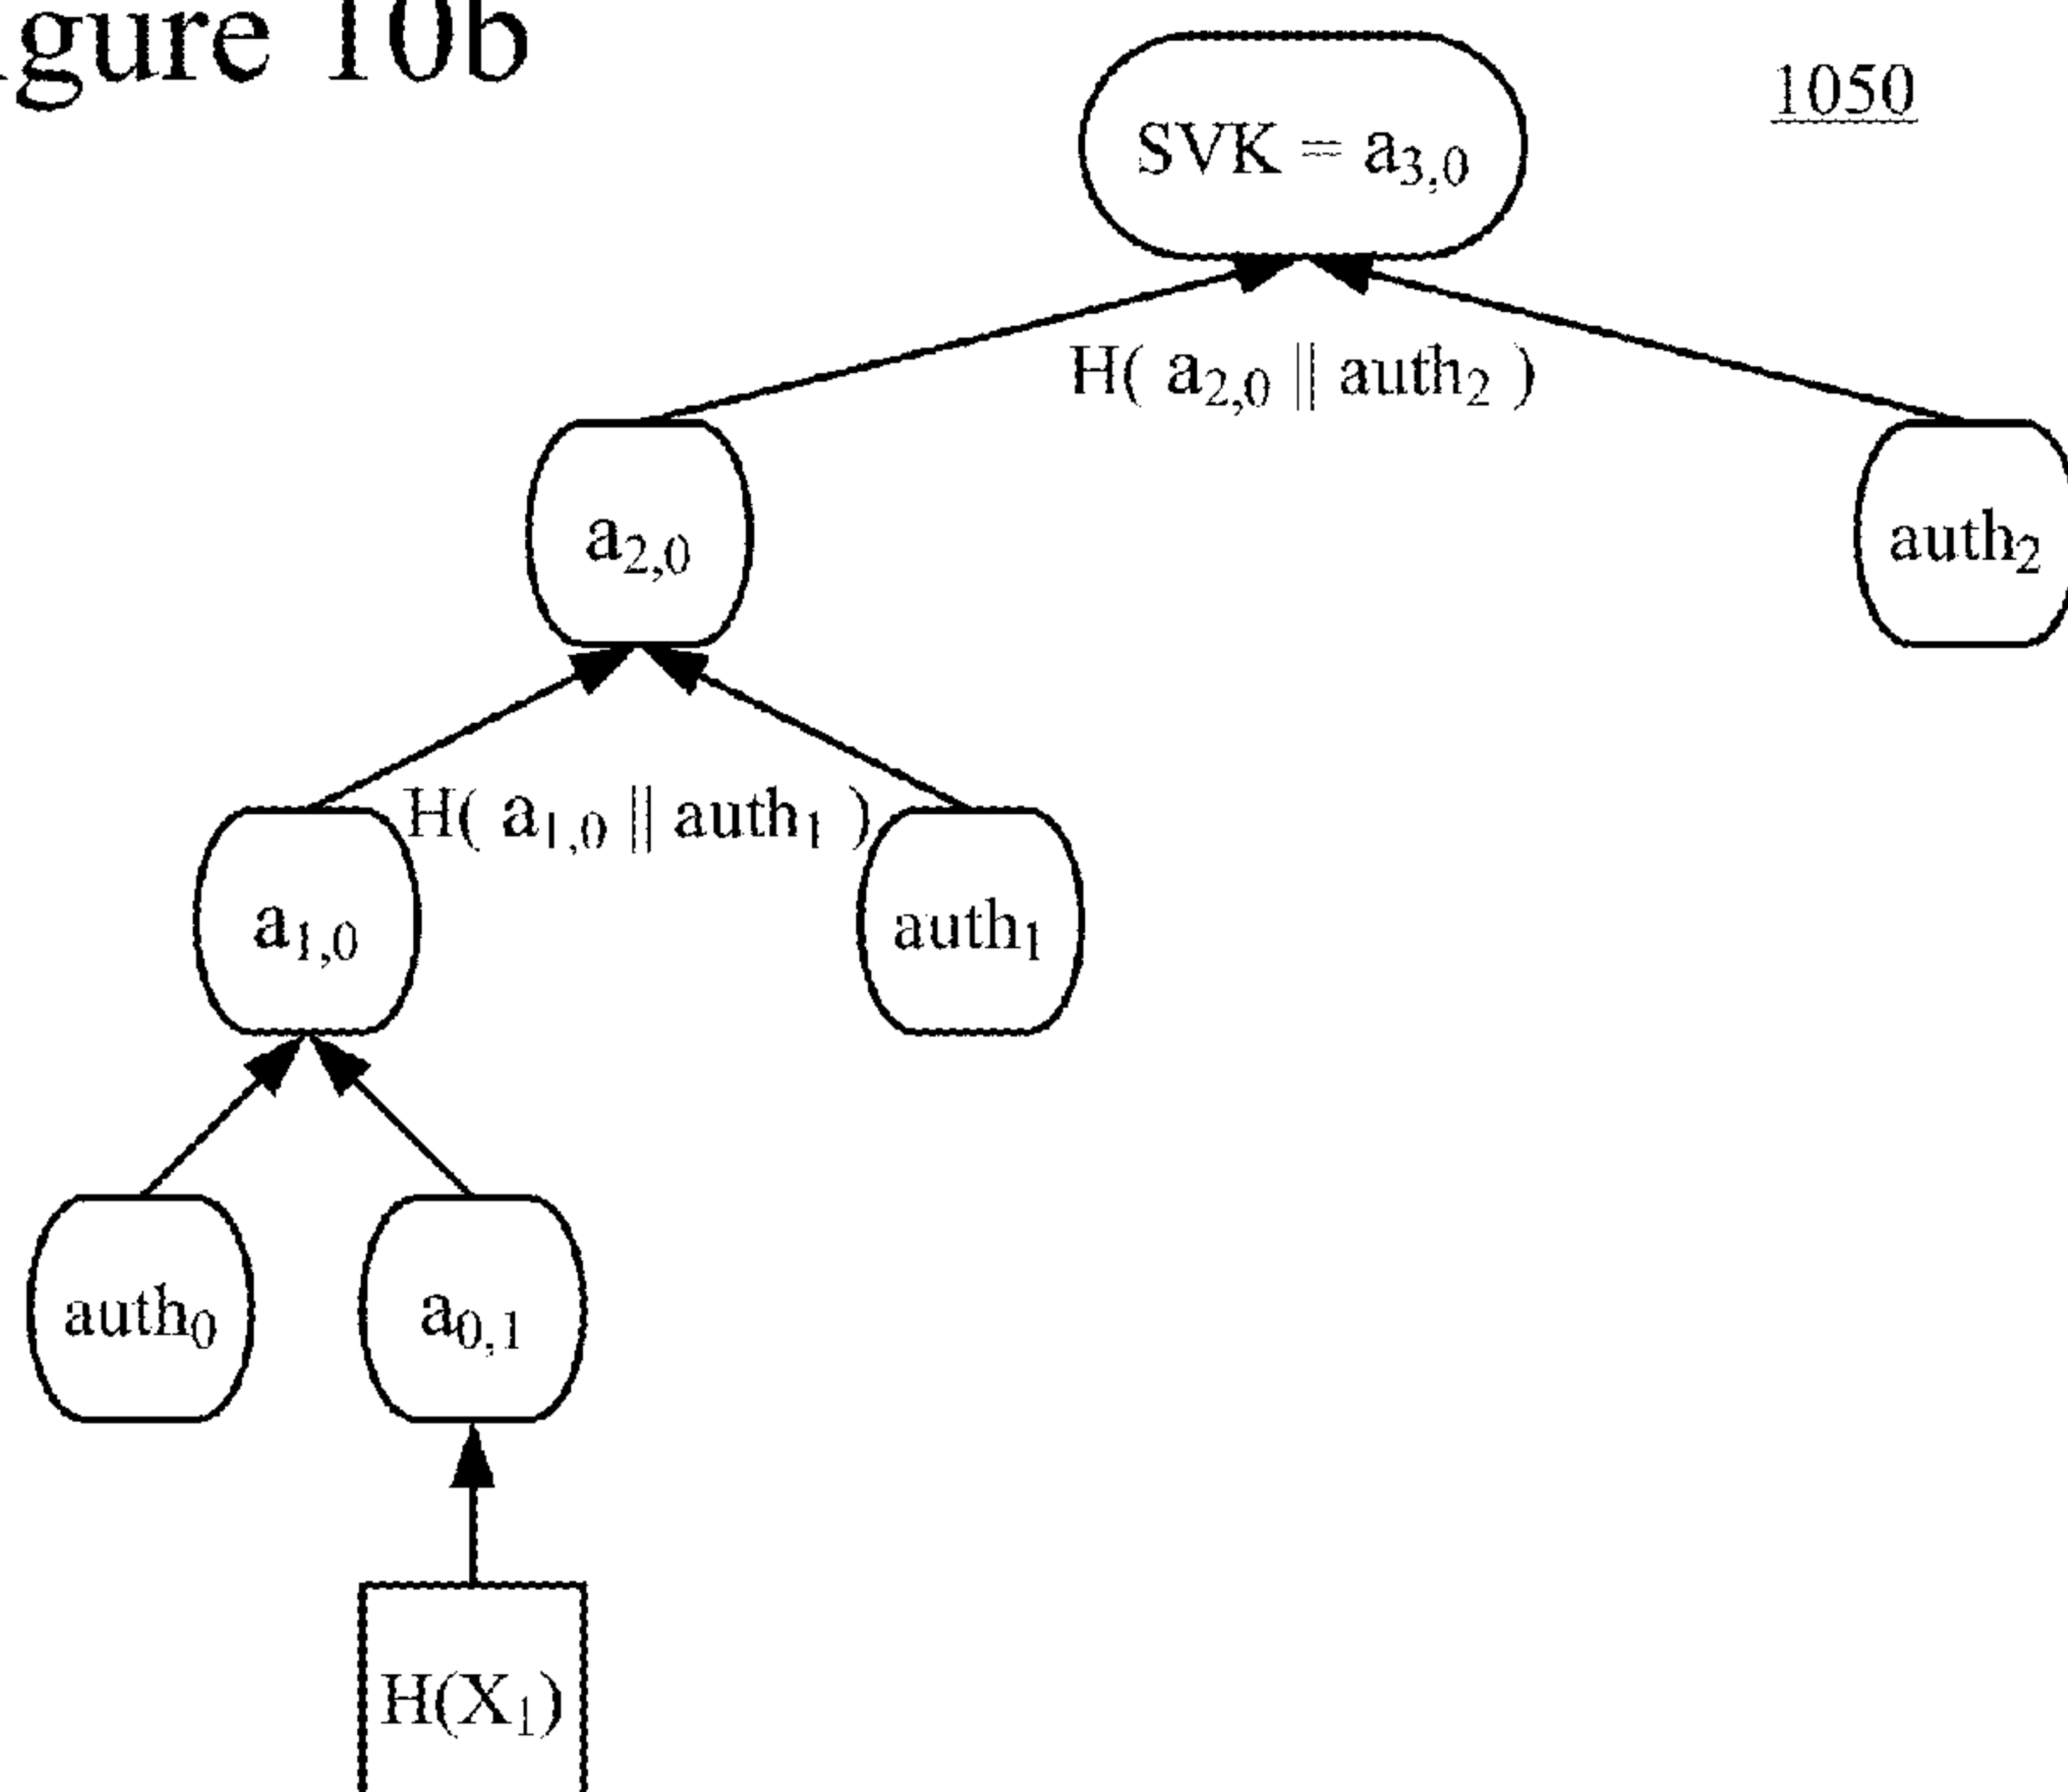 gure 10b
1050
SVK = a3,0
H( a2,0 || auth2 )
a2,0
auth2
H( a1,0 || auth1 )
a1,0
auth1
auth0
a0,1
H(X1)